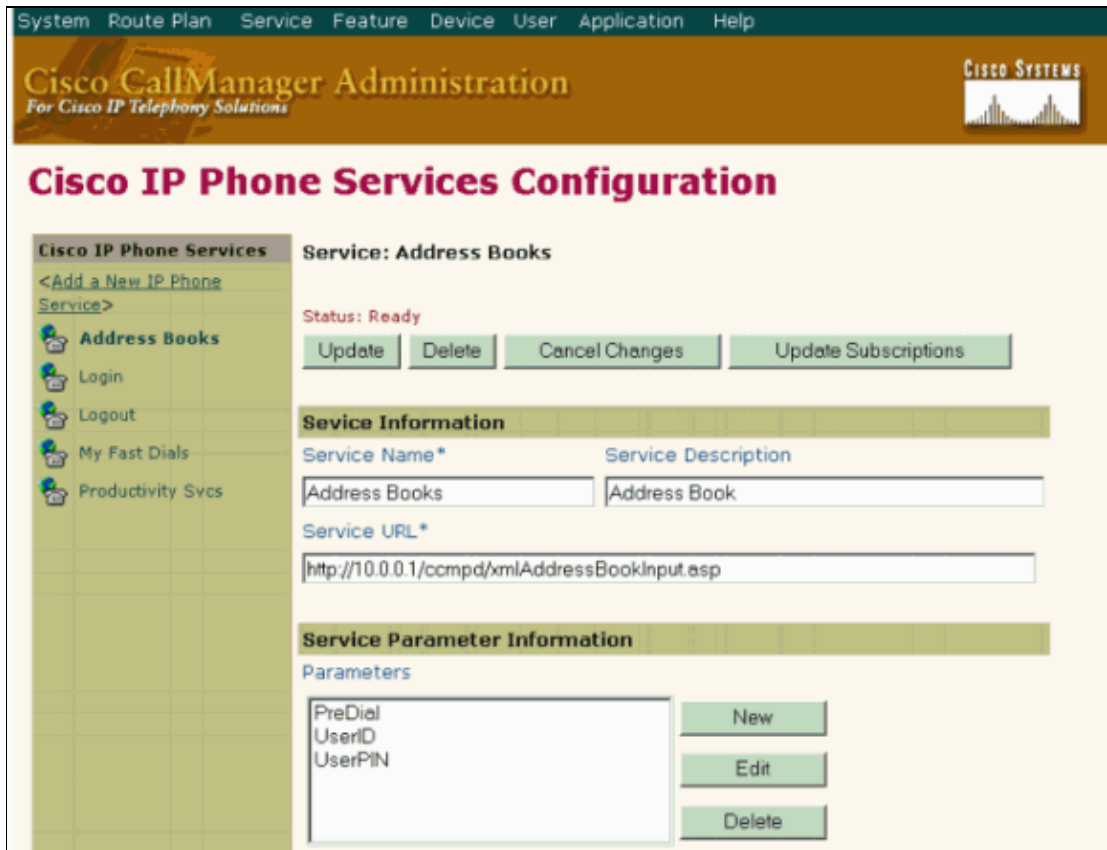 System Route Plan Service Feature Device User Application Help
Cisco CallManager Administration
For Cisco IP Telephony Solutions
CISCO SYSTEMS
Cisco IP Phone Services Configuration
Cisco IP Phone Services
<Add a New IP Phone
Service>
Address Books
Login
Logout
My Fast Dials
Productivity Svcs
Service: Address Books
Status: Ready
Update Delete Cancel Changes Update Subscriptions
Sevice Information
Service Name* Service Description
Address Books Address Book
Service URL*
http://10.0.0.1/ccmpd/xmlAddressBookInput.asp
Service Parameter Information
Parameters
PreDial
UserID
UserPIN
New
Edit
Delete